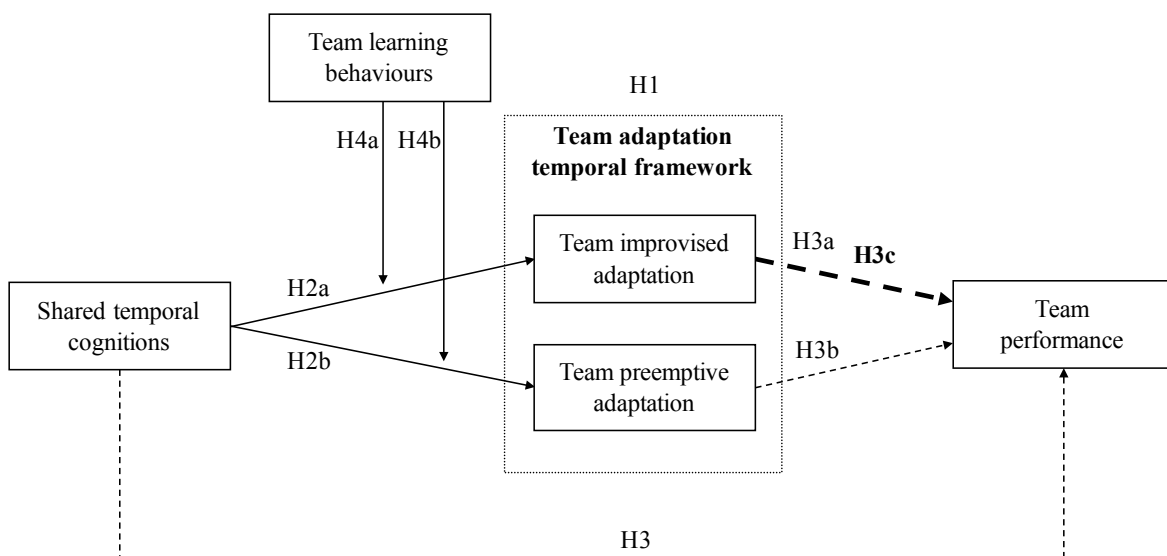 Team learning
behaviours
H1
H4a
H4b
Team adaptation
temporal framework
Team improvised
adaptation
H3a
H3c
H2a
Shared temporal
cognitions
Team
performance
H2b
H3b
Team preemptive
adaptation
H3